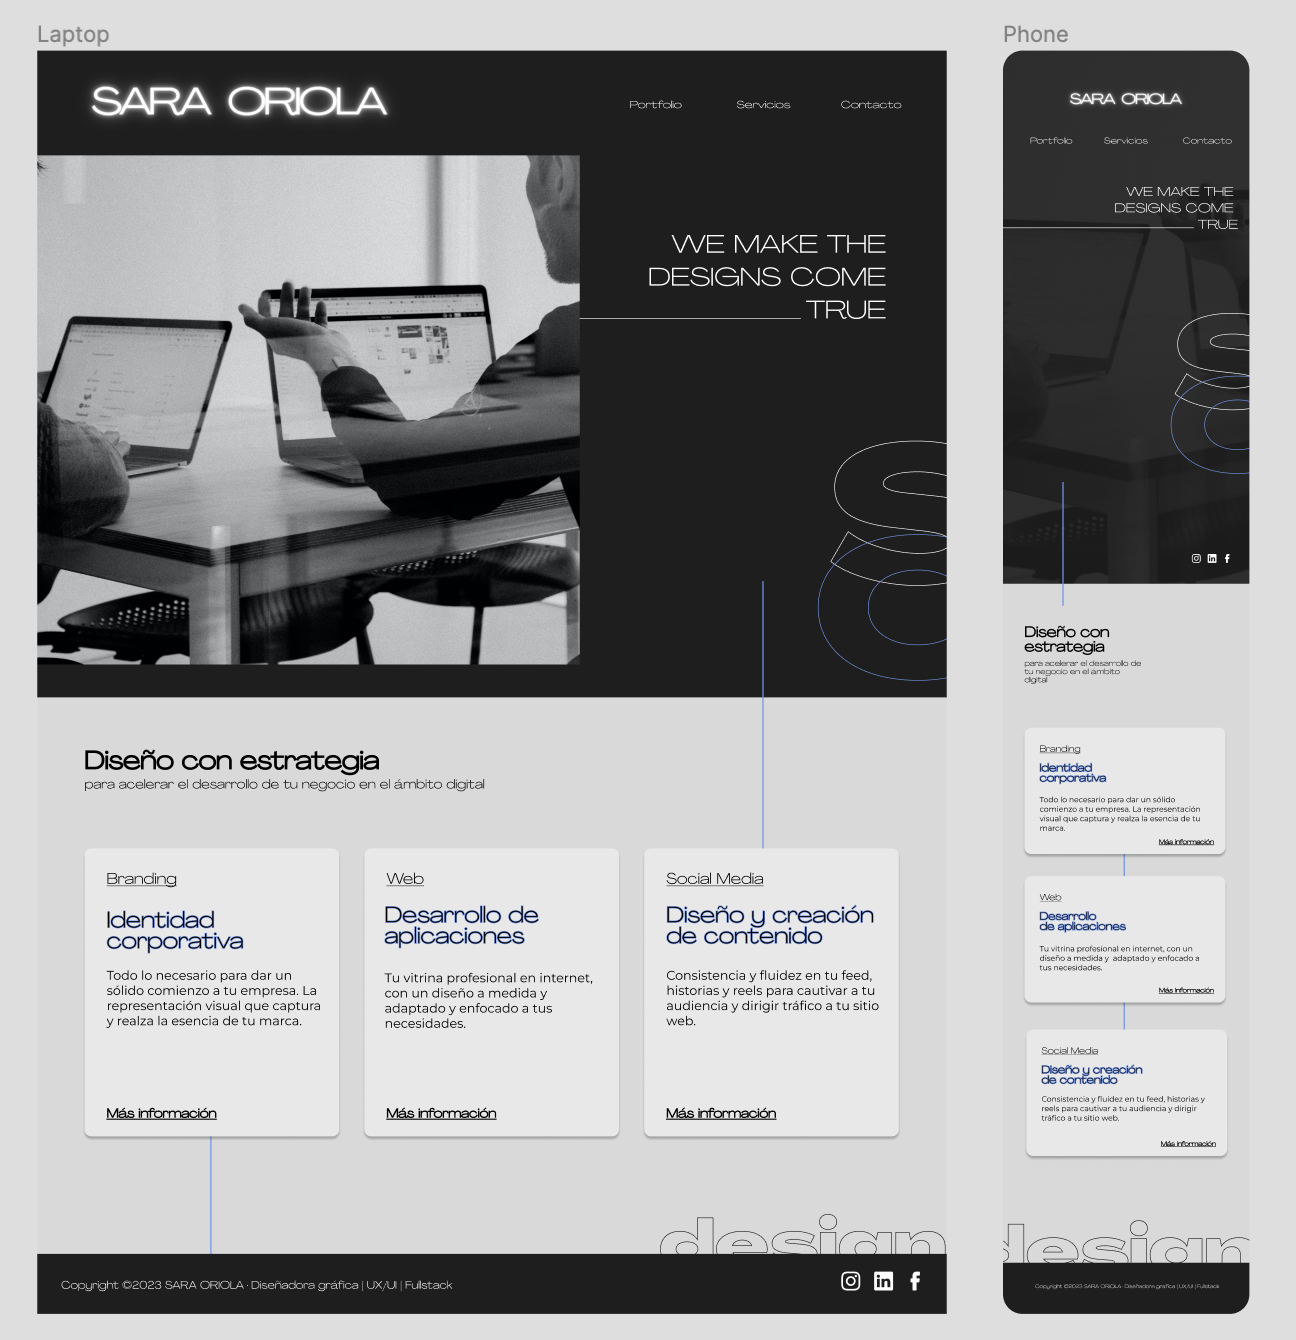 Laptop
SARA ORIOLA
Portfolio
Servicios
Contacto
WE MAKE THE
DESIGNS COME
TRUE
SO
Diseño con estrategia
para acelerar el desarrollo de tu negocio en el ámbito digital
Branding
Identidad
corporativa
Todo lo necesario para dar un
sólido comienzo a tu empresa. La
representación visual que captura
y realza la esencia de tu marca.
Más información
Web
Desarrollo de
aplicaciones
Tu vitrina profesional en internet,
con un diseño a medida y
adaptado y enfocado a tus
necesidades.
Más información
Social Media
Diseño y creación
de contenido
Consistencia y fluidez en tu feed,
historias y reels para cautivar a tu
audiencia y dirigir tráfico a tu sitio
web.
Más información
design
Copyright ©2023 SARA ORIOLA · Diseñadora gráfica | UX/UI | Fullstack
Phone
SARA ORIOLA
Portfolio
Servicios
Contacto
WE MAKE THE
DESIGNS COME
TRUE
SO
Diseño con
estrategia
para acelerar el desarrollo de
tu negocio en el ámbito
digital
Branding
Identidad
corporativa
Todo lo necesario para dar un sólido
comienzo a tu empresa. La representación
visual que captura y realza la esencia de tu
marca.
Más información
Web
Desarrollo
de aplicaciones
Tu vitrina profesional en internet, con un
diseño a medida y adaptado y enfocado a
tus necesidades.
Más información
Social Media
Diseño y creación
de contenido
Consistencia y fluidez en tu feed, historias y
reels para cautivar a tu audiencia y dirigir
tráfico a tu sitio web.
Más información
design
Copyright ©2023 SARA ORIOLA · Diseñadora gráfica | UX/UI | Fullstack